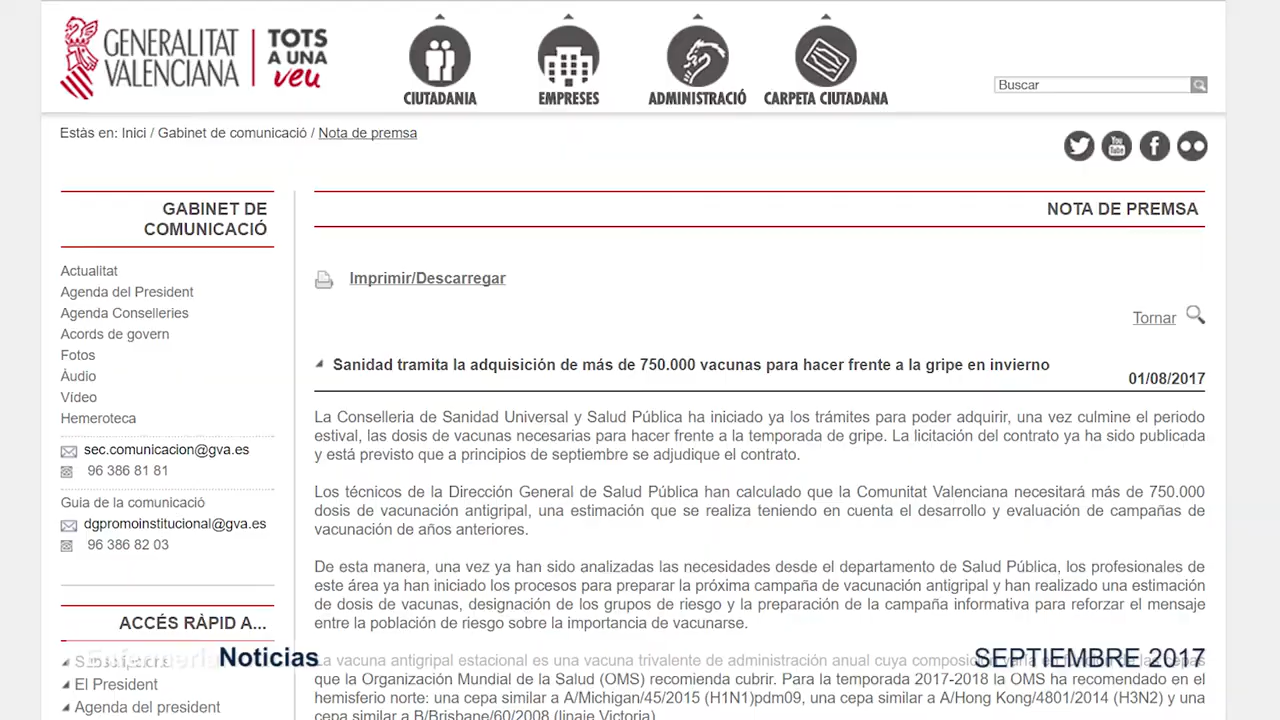 GENERALITAT
VALENCIANA
TOTS
A UNA
veu
CIUTADANIA
EMPRESES
ADMINISTRACIÓ
CARPETA CIUTADANA
Buscar
Estàs en: Inici / Gabinet de comunicació / Nota de premsa
You
Tube
GABINET DE
COMUNICACIÓ
Actualitat
Agenda del President
Agenda Conselleries
Acords de govern
Fotos
Àudio
Vídeo
Hemeroteca
sec.comunicacion@gva.es
96 386 81 81
Guia de la comunicació
dgpromoinstitucional@gva.es
96 386 82 03
ACCÉS RÀPID A...
El President
Agenda del president
NOTA DE PREMSA
Imprimir/Descarregar
Tornar
Sanidad tramita la adquisición de más de 750.000 vacunas para hacer frente a la gripe en invierno
01/08/2017
La Conselleria de Sanidad Universal y Salud Pública ha iniciado ya los trámites para poder adquirir, una vez culmine el periodo
estival, las dosis de vacunas necesarias para hacer frente a la temporada de gripe. La licitación del contrato ya ha sido publicada
y está previsto que a principios de septiembre se adjudique el contrato.
Los técnicos de la Dirección General de Salud Pública han calculado que la Comunitat Valenciana necesitará más de 750.000
dosis de vacunación antigripal, una estimación que se realiza teniendo en cuenta el desarrollo y evaluación de campañas de
vacunación de años anteriores.
De esta manera, una vez ya han sido analizadas las necesidades desde el departamento de Salud Pública, los profesionales de
este área ya han iniciado los procesos para preparar la próxima campaña de vacunación antigripal y han realizado una estimación
de dosis de vacunas, designación de los grupos de riesgo y la preparación de la campaña informativa para reforzar el mensaje
entre la población de riesgo sobre la importancia de vacunarse.
La vacuna antigripal estacional es una vacuna trivalente de administración anual cuya
que la Organización Mundial de la Salud (OMS) recomienda cubrir. Para la temporada 2017-2018 la OMS ha recomendado en el
hemisferio norte: una cepa similar a A/Michigan/45/2015 (H1N1)pdm09, una cepa similar a A/Hong Kong/4801/2014 (H3N2) y una
cepa similar a B/Brisbane/60/2008 (linaje Victoria)
Noticias
SEPTIEMBRE 2017